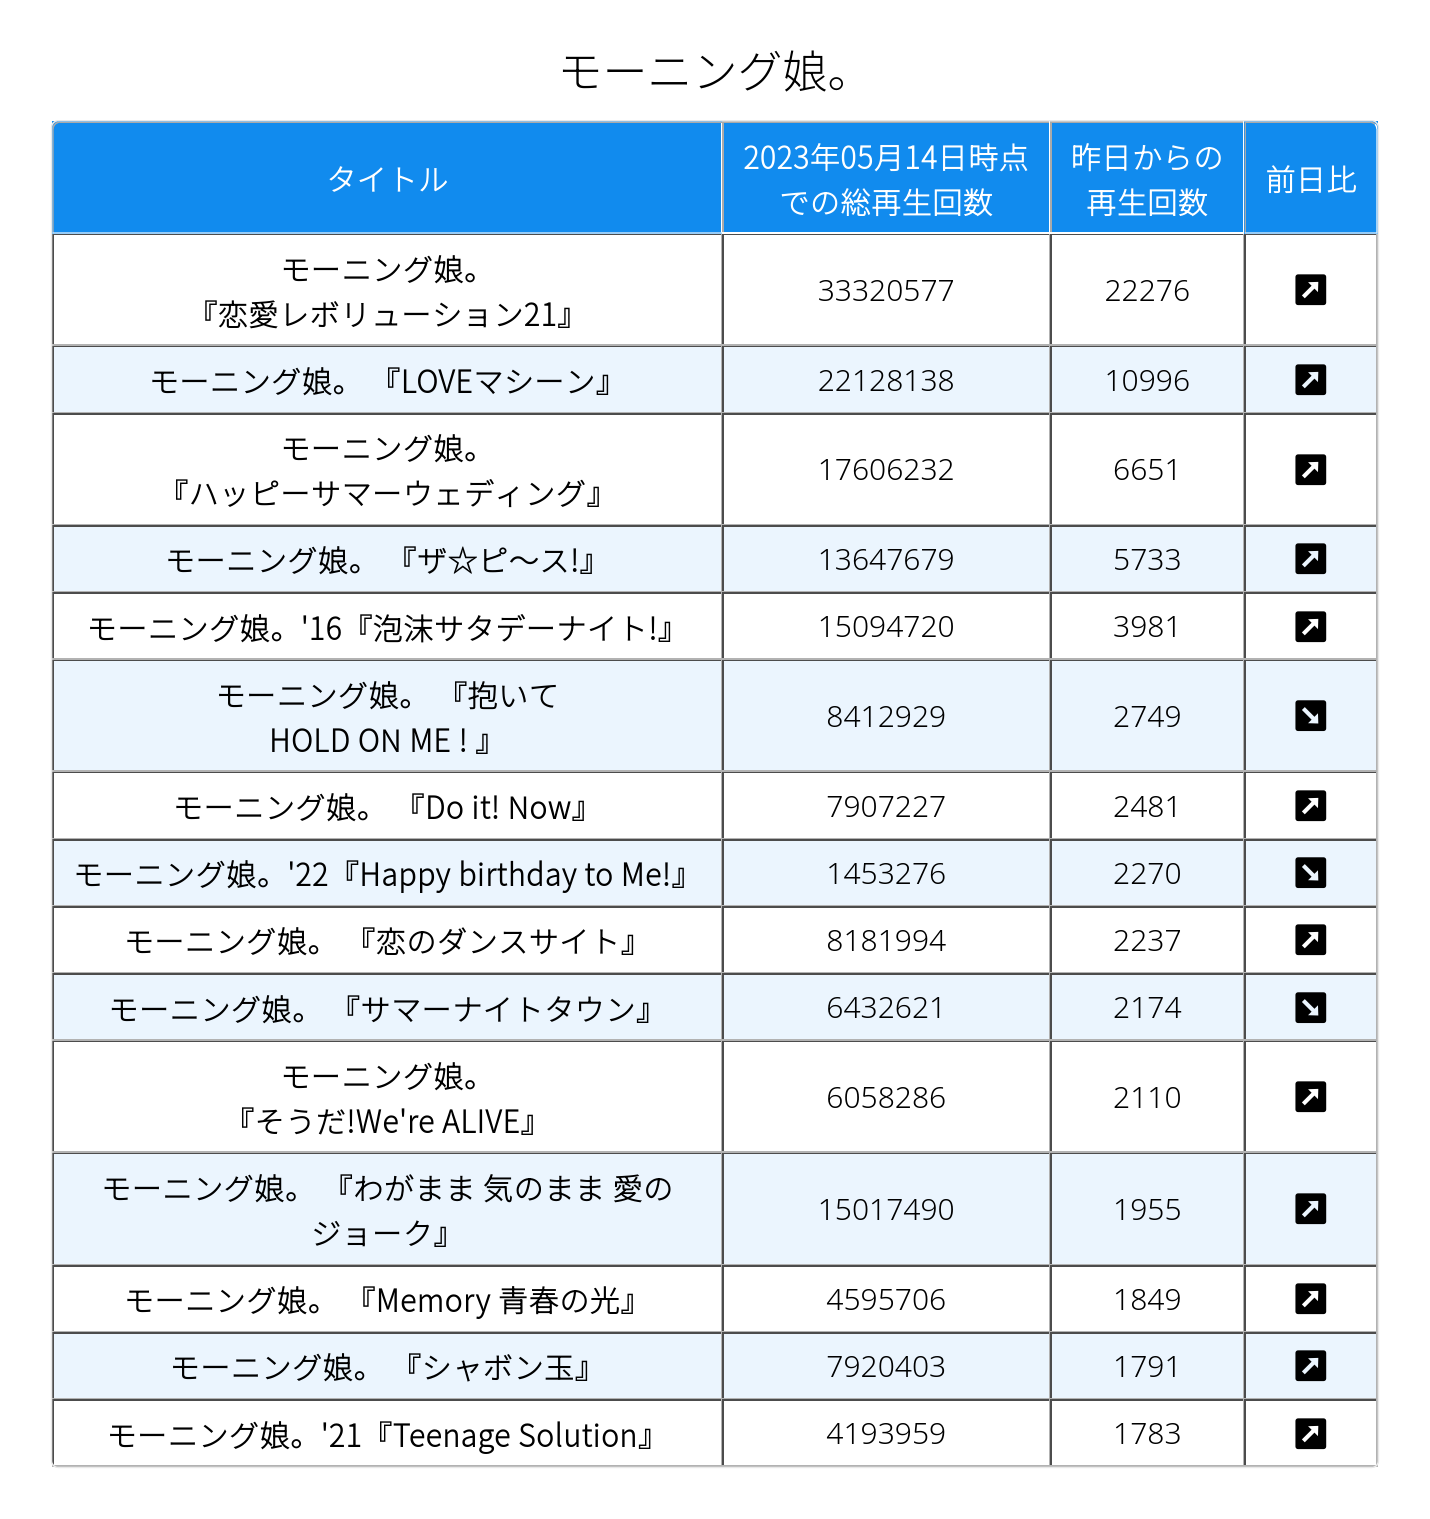 モーニング娘。
タイトル
2023年05月14日時点
での総再生回数
昨日からの
再生回数
前日比
モーニング娘。
『恋愛レボリューション21』
33320577
22276
モーニング娘。 『LOVEマシーン』
22128138
10996
モーニング娘。
『ハッピーサマーウェディング』
17606232
6651
モーニング娘。 『ザ☆ピ〜ス!』
13647679
5733
モーニング娘。'16『泡沫サタデーナイト!』
15094720
3981
モーニング娘。 『抱いて
HOLD ON ME ! 』
8412929
2749
モーニング娘。 『Do it! Now』
7907227
2481
モーニング娘。'22『Happy birthday to Me!』
1453276
2270
モーニング娘。 『恋のダンスサイト』
8181994
2237
モーニング娘。 『サマーナイトタウン』
6432621
2174
モーニング娘。
『そうだ!We're ALIVE』
6058286
2110
モーニング娘。 『わがまま 気のまま 愛の
ジョーク』
15017490
1955
モーニング娘。 『Memory 青春の光』
4595706
1849
モーニング娘。 『シャボン玉』
7920403
1791
モーニング娘。'21『Teenage Solution』
4193959
1783